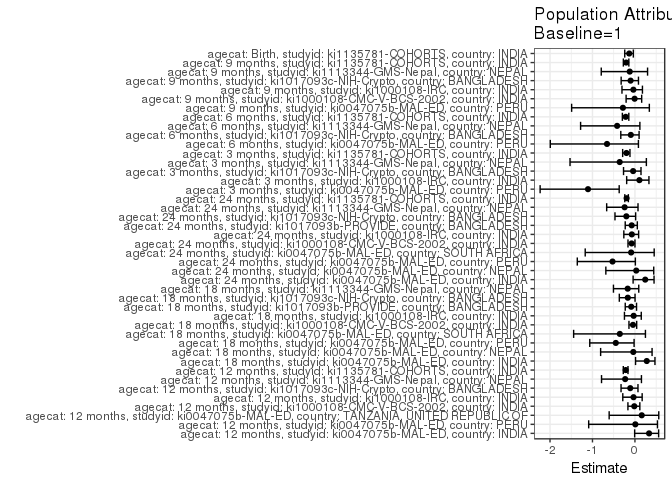 Population Attribu
Baseline=1
agecat: Birth, studyid: ki1135781-COHORTS, country: INDIA
agecat: 9 months, studyid: ki1135781-COHORTS, country: INDIA
agecat: 9 months, studyid: ki1113344-GMS-Nepal, country: NEPAL
agecat: 9 months, studyid: ki1017093c-NIH-Crypto, country: BANGLADESH
agecat: 9 months, studyid: ki1000108-IRC, country: INDIA
agecat: 9 months, studyid: ki1000108-CMC-V-BCS-2002, country: INDIA
agecat: 9 months, studyid: ki0047075b-MAL-ED, country: PERU
agecat: 6 months, studyid: ki1135781-COHORTS, country: INDIA
agecat: 6 months, studyid: ki1113344-GMS-Nepal, country: NEPAL
agecat: 6 months, studyid: ki1017093c-NIH-Crypto, country: BANGLADESH
agecat: 6 months, studyid: ki0047075b-MAL-ED, country: PERU
agecat: 3 months, studyid: ki1135781-COHORTS, country: INDIA
agecat: 3 months, studyid: ki1113344-GMS-Nepal, country: NEPAL
agecat: 3 months, studyid: ki1017093c-NIH-Crypto, country: BANGLADESH
agecat: 3 months, studyid: ki1000108-IRC, country: INDIA
agecat: 3 months, studyid: ki0047075b-MAL-ED, country: PERU
agecat: 24 months, studyid: ki1135781-COHORTS, country: INDIA
agecat: 24 months, studyid: ki1113344-GMS-Nepal, country: NEPAL
agecat: 24 months, studyid: ki1017093c-NIH-Crypto, country: BANGLADESH
agecat: 24 months, studyid: ki1017093b-PROVIDE, country: BANGLADESH
agecat: 24 months, studyid: ki1000108-IRC, country: INDIA
agecat: 24 months, studyid: ki1000108-CMC-V-BCS-2002, country: INDIA
agecat: 24 months, studyid: ki0047075b-MAL-ED, country: SOUTH AFRICA
agecat: 24 months, studyid: ki0047075b-MAL-ED, country: PERU
agecat: 24 months, studyid: ki0047075b-MAL-ED, country: NEPAL
agecat: 24 months, studyid: ki0047075b-MAL-ED, country: INDIA
agecat: 18 months, studyid: ki1113344-GMS-Nepal, country: NEPAL
agecat: 18 months, studyid: ki1017093c-NIH-Crypto, country: BANGLADESH
agecat: 18 months, studyid: ki1017093b-PROVIDE, country: BANGLADESH
agecat: 18 months, studyid: ki1000108-IRC, country: INDIA
agecat: 18 months, studyid: ki1000108-CMC-V-BCS-2002, country: INDIA
agecat: 18 months, studyid: ki0047075b-MAL-ED, country: SOUTH AFRICA
agecat: 18 months, studyid: ki0047075b-MAL-ED, country: PERU
agecat: 18 months, studyid: ki0047075b-MAL-ED, country: NEPAL
agecat: 18 months, studyid: ki0047075b-MAL-ED, country: INDIA
agecat: 12 months, studyid: ki1135781-COHORTS, country: INDIA
agecat: 12 months, studyid: ki1113344-GMS-Nepal, country: NEPAL
agecat: 12 months, studyid: ki1017093c-NIH-Crypto, country: BANGLADESH
agecat: 12 months, studyid: ki1000108-IRC, country: INDIA
agecat: 12 months, studyid: ki1000108-CMC-V-BCS-2002, country: INDIA
agecat: 12 months, studyid: ki0047075b-MAL-ED, country: TANZANIA, UNITED REPUBLIC OF
agecat: 12 months, studyid: ki0047075b-MAL-ED, country: PERU
agecat: 12 months, studyid: ki0047075b-MAL-ED, country: INDIA
-2 -1 0
Estimate